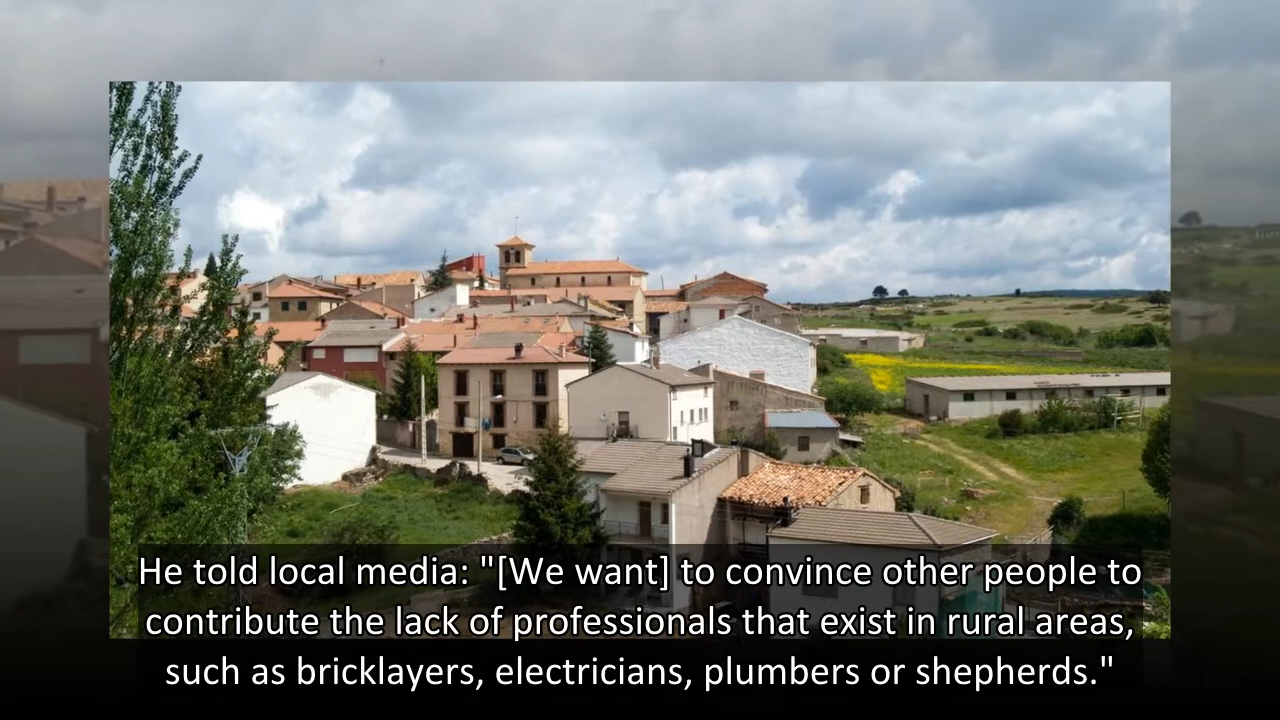 He told local media: "[We want] to convince other people to
contribute the lack of professionals that exist in rural areas,
such as bricklayers, electricians, plumbers or shepherds."